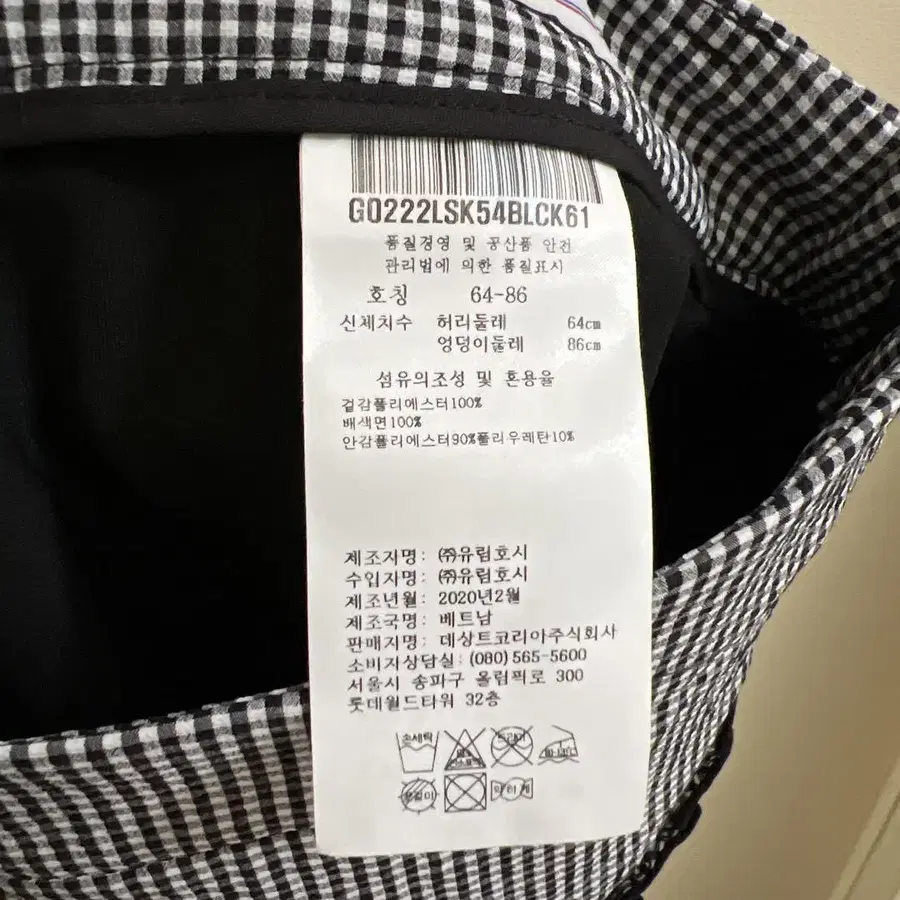 G0222LSK54BLCK61
품질경영 및 공산품 안전
관리법에 의한 품질표시
호칭 64-86
신체치수 허리둘레 64cm
엉덩이둘레 86cm
섬유의조성 및 혼용율
겉감폴리에스터100%
배색면100%
안감폴리에스터90%폴리우레탄10%
제조자명: ㈜유림호시
수입자명: ㈜유림호시
제조년월: 2020년2월
제조국명: 베트남
판매자명: 데상트코리아주식회사
소비자상담실: (080) 565-5600
서울시 송파구 올림픽로 300
롯데월드타워 32층
손세탁
약하게